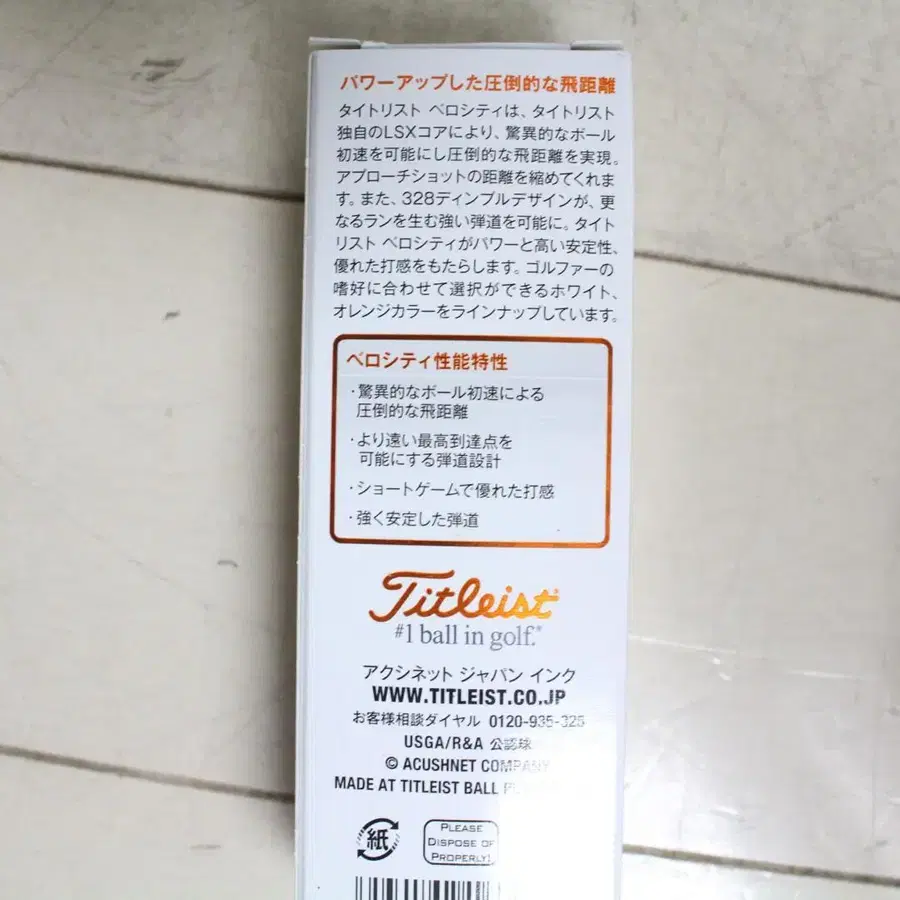 パワーアップした圧倒的な飛距離
タイトリスト ベロシティは、タイトリスト
独自のLSXコアにより、驚異的なボール
初速を可能にし圧倒的な飛距離を実現。
アプローチショットの距離を縮めてくれま
す。また、328ディンプルデザインが、更
なるランを生む強い弾道を可能に。タイト
リスト ベロシティがパワーと高い安定性、
優れた打感をもたらします。ゴルファーの
嗜好に合わせて選択ができるホワイト、
オレンジカラーをラインナップしています。
ベロシティ性能特性
・驚異的なボール初速による
圧倒的な飛距離
・より遠い最高到達点を
可能にする弾道設計
・ショートゲームで優れた打感
・強く安定した弾道
Titleist®
#1 ball in golf.®
アクシネット ジャパン インク
WWW.TITLEIST.CO.JP
お客様相談ダイヤル 0120-935-325
USGA/R&A 公認球
© ACUSHNET COMPANY
MADE AT TITLEIST BALL
紙
PLEASE
DISPOSE OF
PROPERLY.